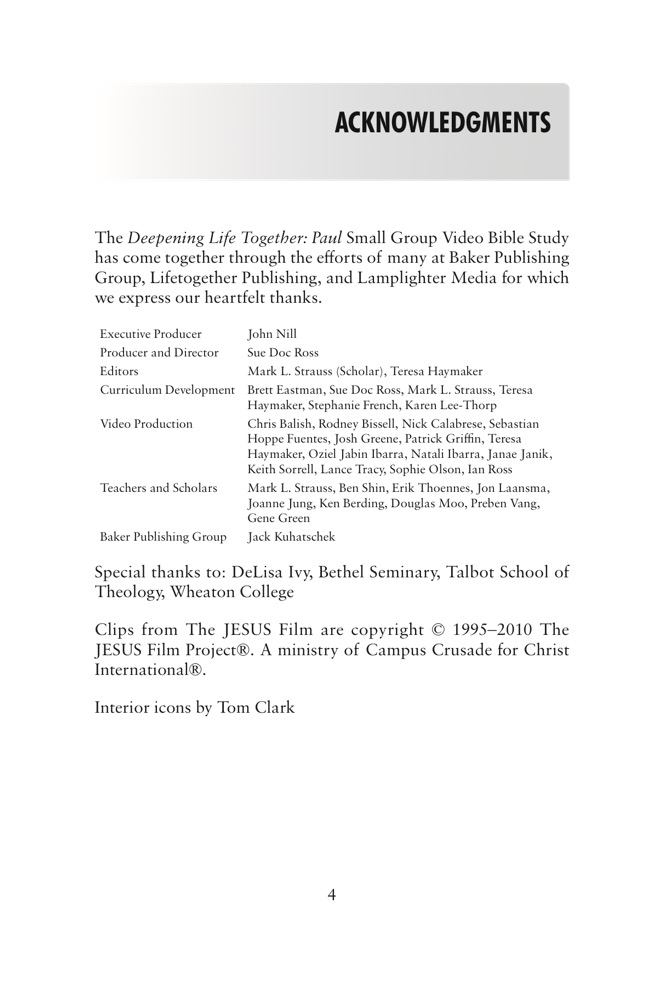 ACKNOWLEDGMENTS
The Deepening Life Together: Paul Small Group Video Bible Study
has come together through the efforts of many at Baker Publishing
Group, Lifetogether Publishing, and Lamplighter Media for which
we express our heartfelt thanks.
Executive Producer John Nill
Producer and Director Sue Doc Ross
Editors Mark L. Strauss (Scholar), Teresa Haymaker
Curriculum Development Brett Eastman, Sue Doc Ross, Mark L. Strauss, Teresa
Haymaker, Stephanie French, Karen Lee-Thorp
Video Production Chris Balish, Rodney Bissell, Nick Calabrese, Sebastian
Hoppe Fuentes, Josh Greene, Patrick Griffin, Teresa
Haymaker, Oziel Jabin Ibarra, Natali Ibarra, Janae Janik,
Keith Sorrell, Lance Tracy, Sophie Olson, Ian Ross
Teachers and Scholars Mark L. Strauss, Ben Shin, Erik Thoennes, Jon Laansma,
Joanne Jung, Ken Berding, Douglas Moo, Preben Vang,
Gene Green
Baker Publishing Group Jack Kuhatschek
Special thanks to: DeLisa Ivy, Bethel Seminary, Talbot School of
Theology, Wheaton College
Clips from The JESUS Film are copyright © 1995–2010 The
JESUS Film Project®. A ministry of Campus Crusade for Christ
International®.
Interior icons by Tom Clark
4